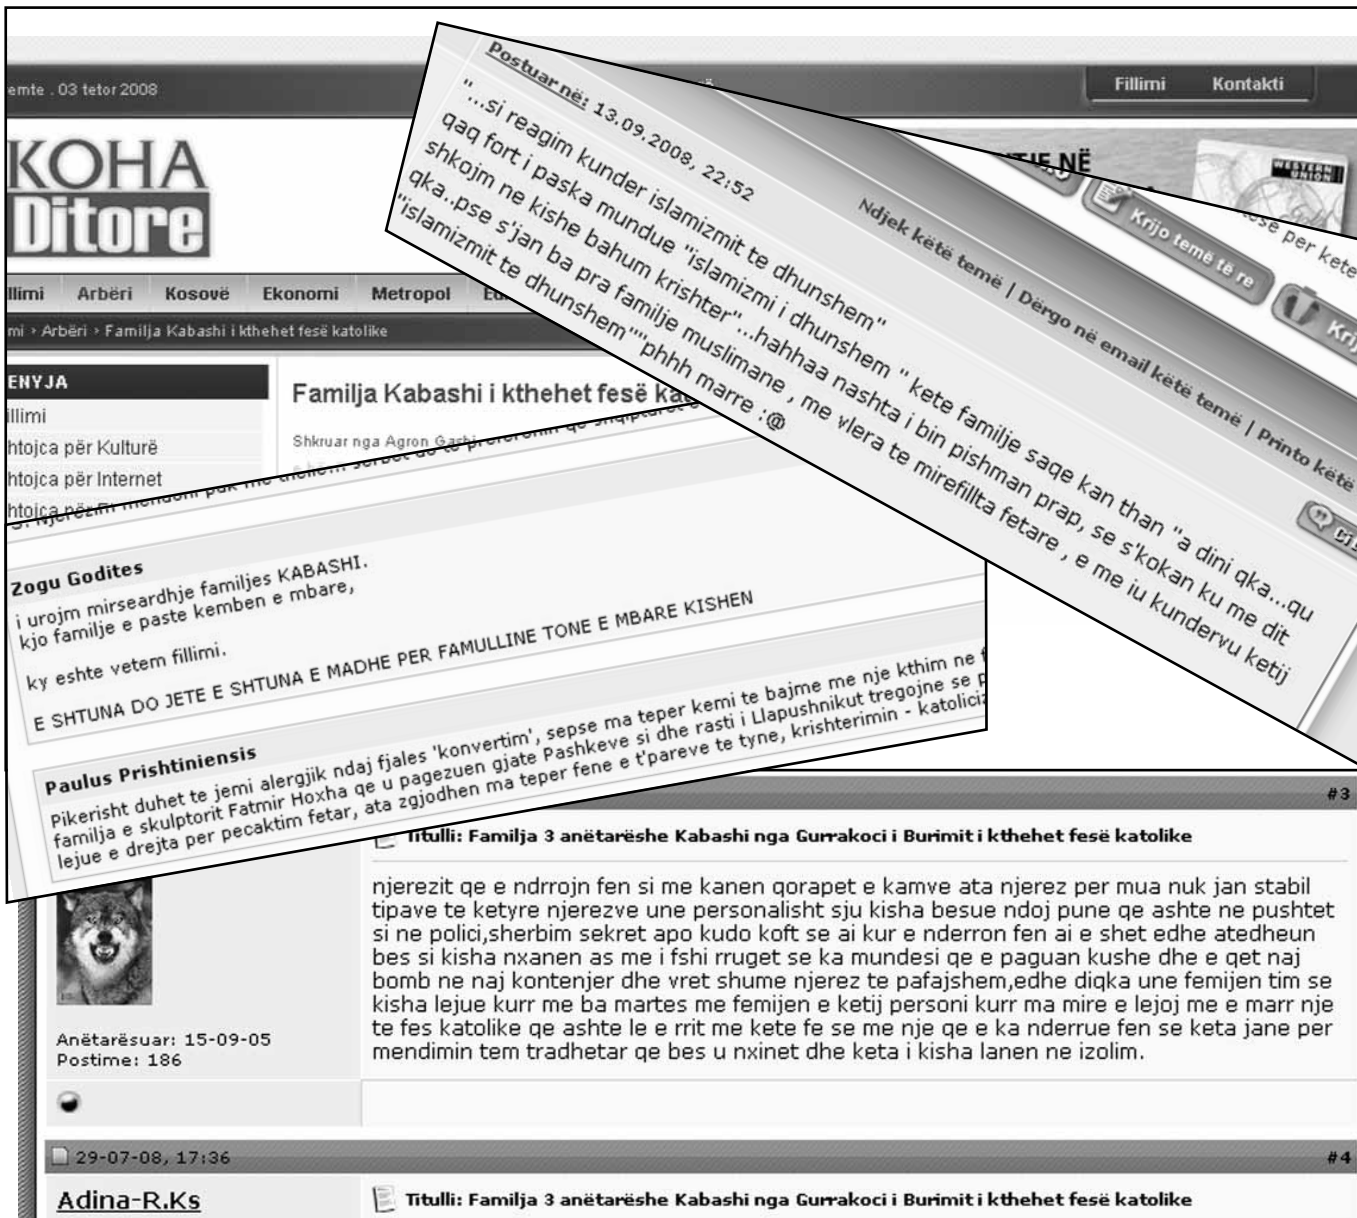 emte . 03 tetor 2008
Fillimi Kontakti
KOHA
Ditore
WESTERN
UNION
llimi Arbëri Kosovë Ekonomi Metropol
mi › Arbëri › Familja Kabashi i kthehet fesë katolike
ENYJA
illimi
htojca për Kulturë
htojca për Internet
Familja Kabashi i kthehet fesë
Shkruar nga Agron Gashi
Postuar në: 13.09.2008, 22:52
Ndjek këtë temë | Dërgo në email këtë temë | Printo këtë
Krijo temë të re
"...si reagim kunder islamizmit te dhunshem"
qaq fort i paska mundue "islamizmi i dhunshem " kete familje saqe kan than "a dini qka...qu
shkojm ne kishe bahum krishter"...hahhaa nashta i bin pishman prap, se s'kokan ku me dit
qka..pse s'jan ba pra familje muslimane , me vlera te mirefillta fetare , e me iu kundervu ketij
"islamizmit te dhunshem""phhh marre :@
Zogu Godites
i urojm mirseardhje familjes KABASHI.
kjo familje e paste kemben e mbare,
ky eshte vetem fillimi.
E SHTUNA DO JETE E SHTUNA E MADHE PER FAMULLINE TONE E MBARE KISHEN
Paulus Prishtiniensis
Pikerisht duhet te jemi alergjik ndaj fjales 'konvertim', sepse ma teper kemi te bajme me nje kthim ne
familja e skulptorit Fatmir Hoxha qe u pagezuen gjate Pashkeve si dhe rasti i Llapushnikut tregojne se
lejue e drejta per pecaktim fetar, ata zgjodhen ma teper fene e t'pareve te tyne, krishterimin -
#3
Titulli: Familja 3 anëtarëshe Kabashi nga Gurrakoci i Burimit i kthehet fesë katolike
njerezit qe e ndrrojn fen si me kanen qorapet e kamve ata njerez per mua nuk jan stabil
tipave te ketyre njerezve une personalisht sju kisha besue ndoj pune qe ashte ne pushtet
si ne polici,sherbim sekret apo kudo koft se ai kur e nderron fen ai e shet edhe atedheun
bes si kisha nxanen as me i fshi rruget se ka mundesi qe e paguan kushe dhe e qet naj
bomb ne naj kontenjer dhe vret shume njerez te pafajshem,edhe diqka une femijen tim se
kisha lejue kurr me ba martes me femijen e ketij personi kurr ma mire e lejoj me e marr nje
te fes katolike qe ashte le e rrit me kete fe se me nje qe e ka nderrue fen se keta jane per
mendimin tem tradhetar qe bes u nxinet dhe keta i kisha lanen ne izolim.
Anëtarësuar: 15-09-05
Postime: 186
29-07-08, 17:36 #4
Adina-R.Ks
Titulli: Familja 3 anëtarëshe Kabashi nga Gurrakoci i Burimit i kthehet fesë katolike